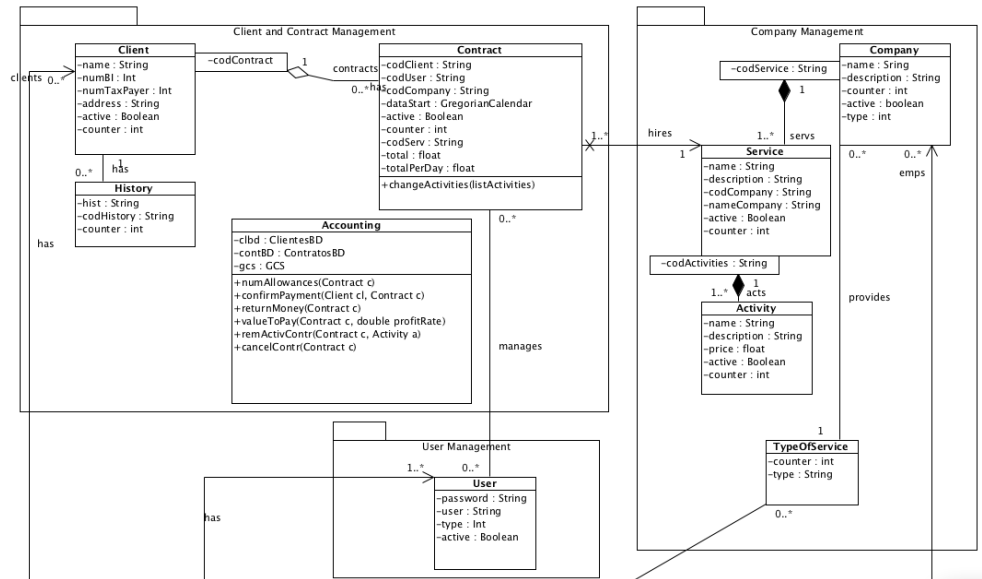 Client and Contract Management
Client
-name : String
-numBI : Int
-numTaxPayer : Int
-address : String
-active : Boolean
-counter : int
clients
0..*
-codContract
1
contracts
0..*
has
Contract
-codClient : String
-codUser : String
-codCompany : String
-dataStart : GregorianCalendar
-active : Boolean
-counter : int
-codServ : String
-total : float
-totalPerDay : float
+changeActivities(listActivities)
1
has
0..*
History
-hist : String
-codHistory : String
-counter : int
has
Accounting
-clbd : ClientesBD
-contBD : ContratosBD
-gcs : GCS
+numAllowances(Contract c)
+confirmPayment(Client cl, Contract c)
+returnMoney(Contract c)
+valueToPay(Contract c, double profitRate)
+remActivContr(Contract c, Activity a)
+cancelContr(Contract c)
0..*
manages
1..*
hires
1
Company Management
Company
-name : Sring
-description : String
-counter : int
-active : boolean
-type : int
-codService : String
1
1..*
servs
0..*
0..*
emps
Service
-name : String
-description : String
-codCompany : String
-nameCompany : String
-active : Boolean
-counter : int
-codActivities : String
1
1..*
acts
Activity
-name : String
-description : String
-price : float
-active : Boolean
-counter : int
provides
1
TypeOfService
-counter : int
-type : String
0..*
User Management
1..*
0..*
User
-password : String
-user : String
-type : Int
-active : Boolean
has